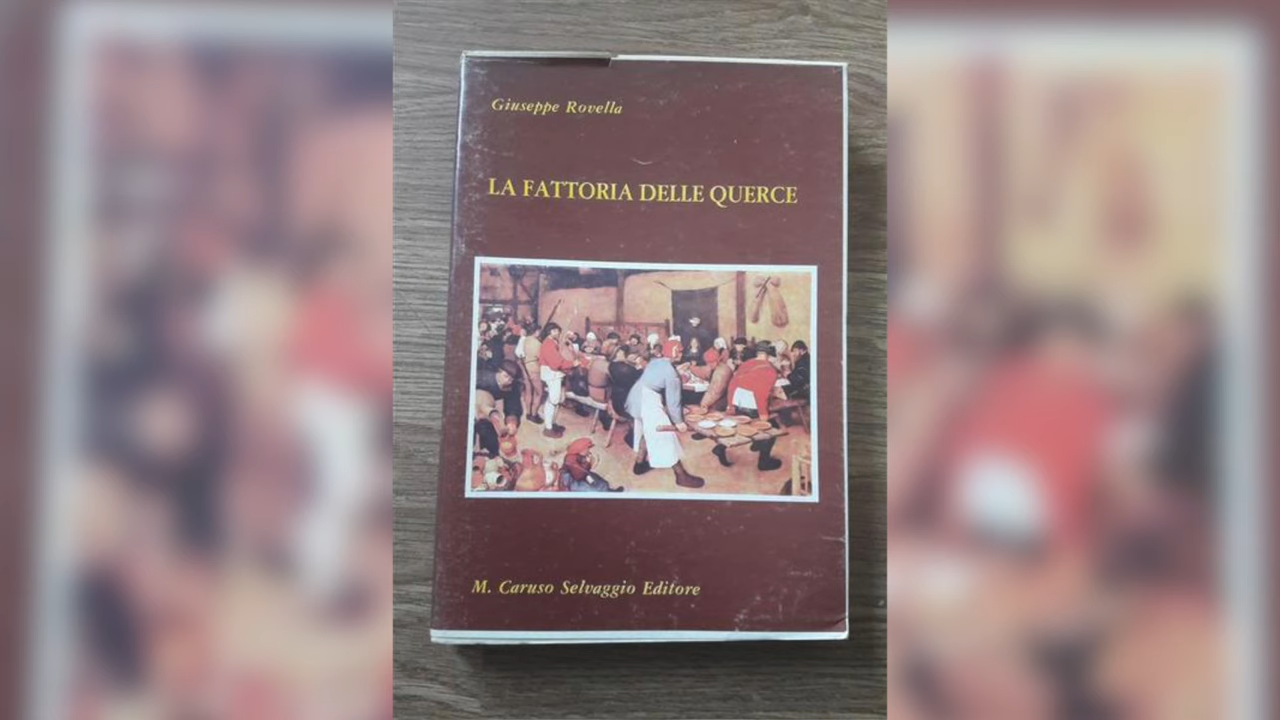 Giuseppe Rovella
LA FATTORIA DELLE QUERCE
M. Caruso Selvaggio Editore